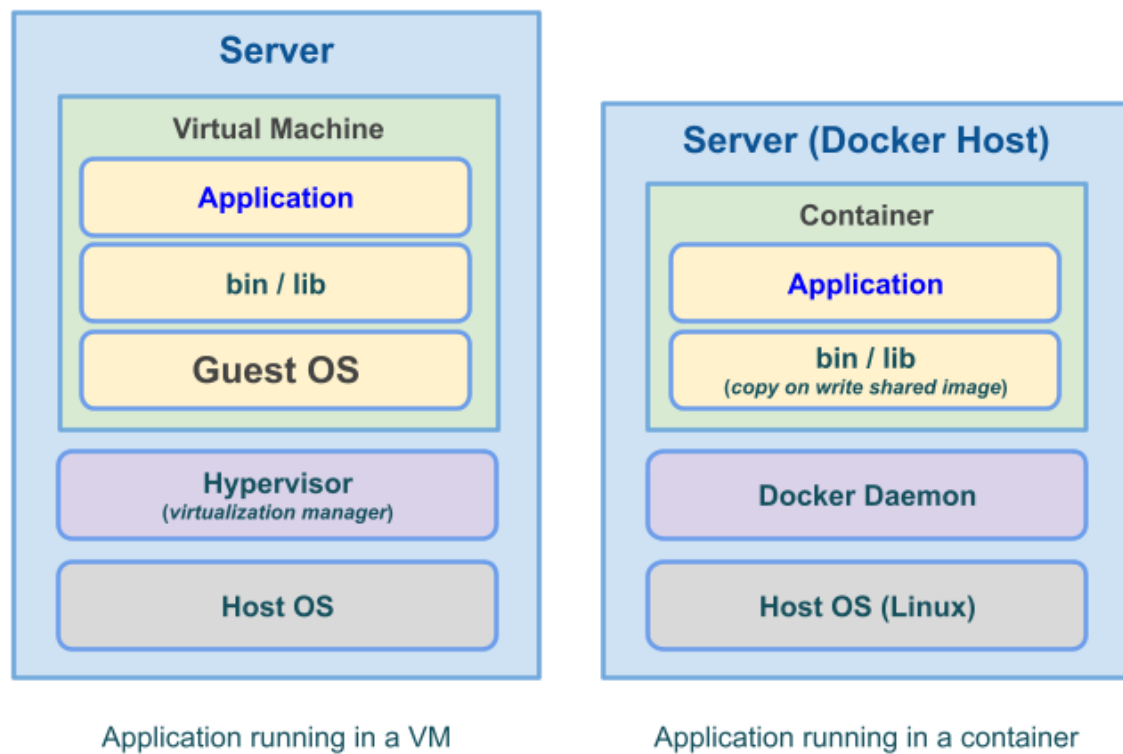 Server
Virtual Machine
Application
bin / lib
Guest OS
Hypervisor
(virtualization manager)
Host OS
Application running in a VM
Server (Docker Host)
Container
Application
bin / lib
(copy on write shared image)
Docker Daemon
Host OS (Linux)
Application running in a container